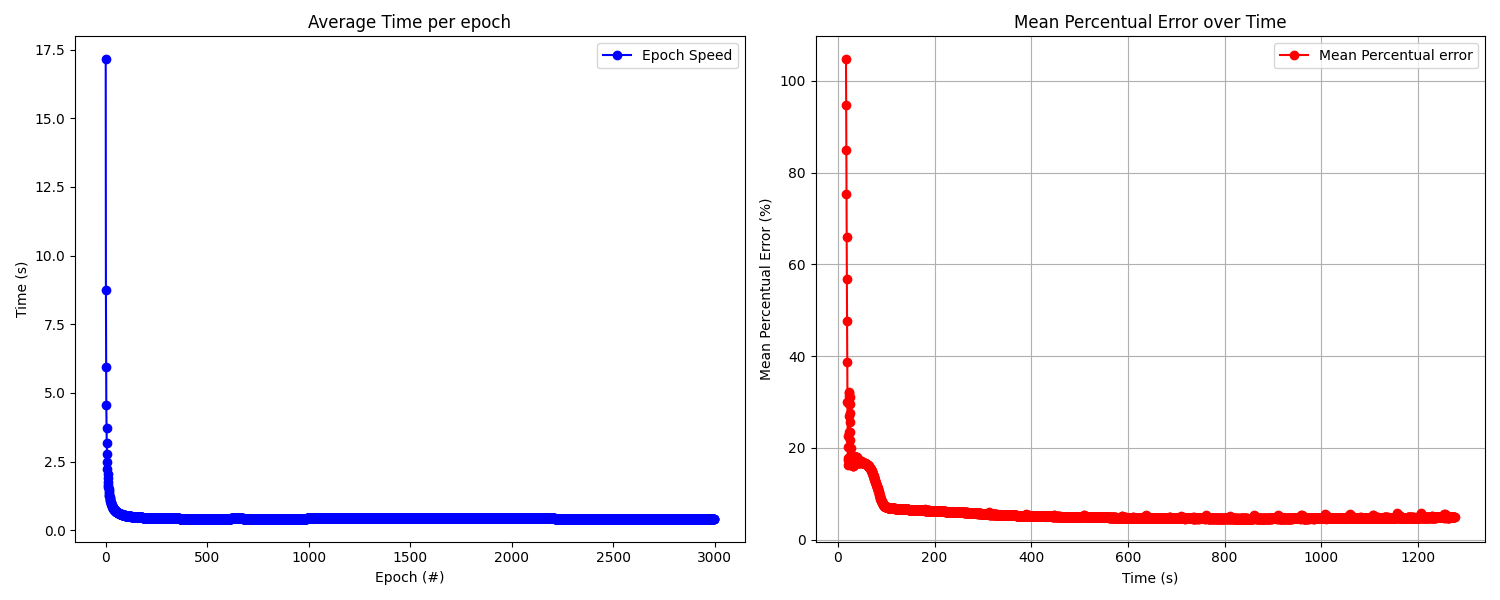 Average Time per epoch
Epoch Speed
17.5
15.0
12.5
10.0
7.5
5.0
2.5
0.0
Time (s)
0 500 1000 1500 2000 2500 3000
Epoch (#)
Mean Percentual Error over Time
Mean Percentual error
100
80
60
40
20
0
Mean Percentual Error (%)
0 200 400 600 800 1000 1200
Time (s)